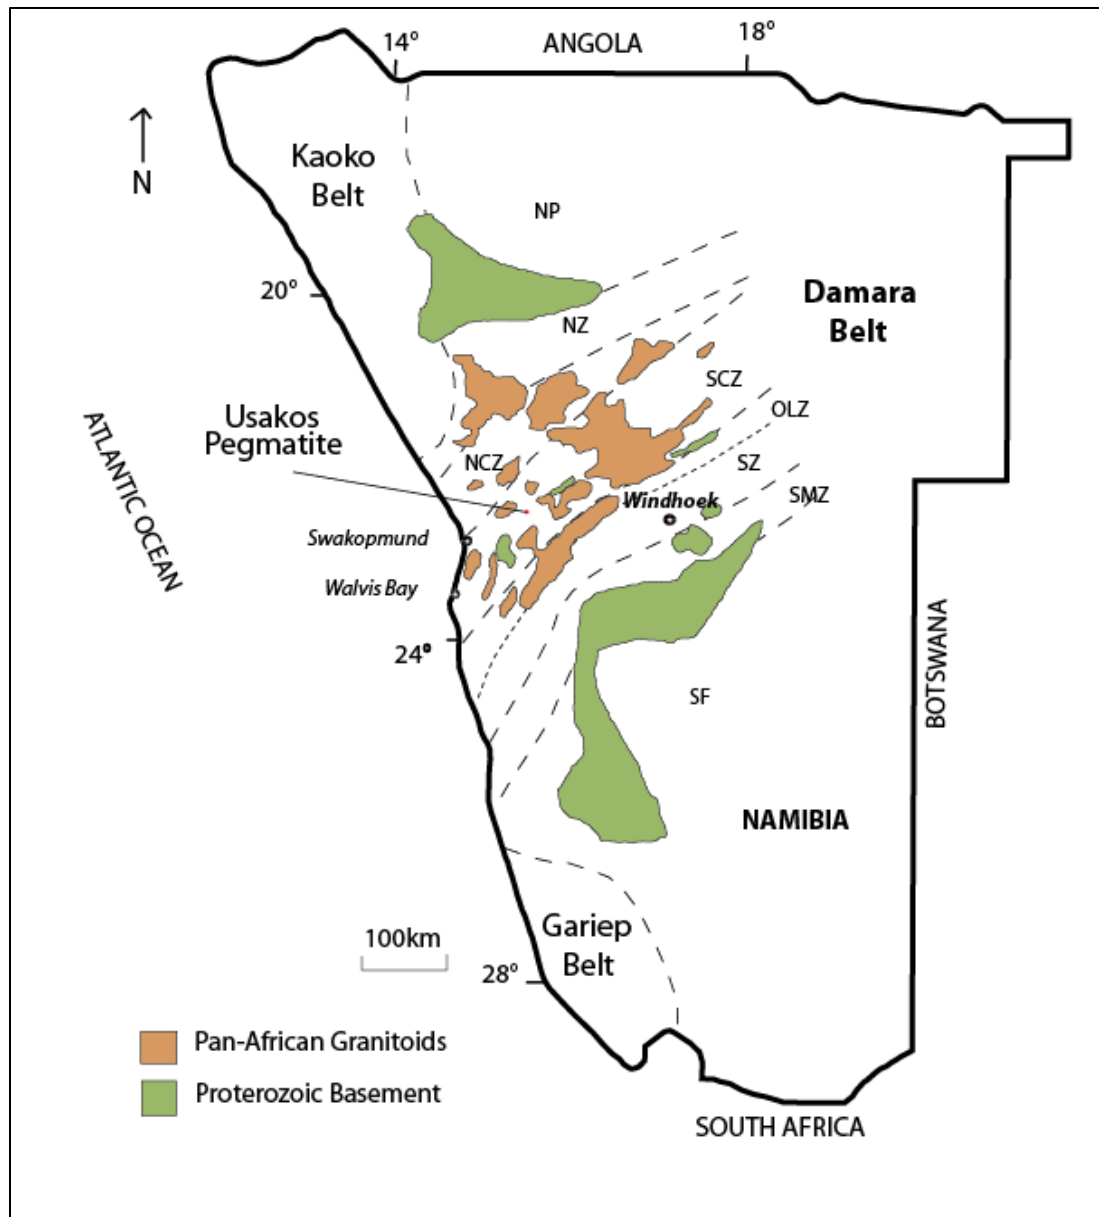 14°
18°
ANGOLA
N
Kaoko
Belt
NP
20°
Damara
Belt
NZ
SCZ
OLZ
Usakos
Pegmatite
NCZ
SZ
SMZ
Windhoek
ATLANTIC OCEAN
Swakopmund
Walvis Bay
24°
SF
BOTSWANA
NAMIBIA
100km
Gariep
Belt
28°
Pan-African Granitoids
Proterozoic Basement
SOUTH AFRICA